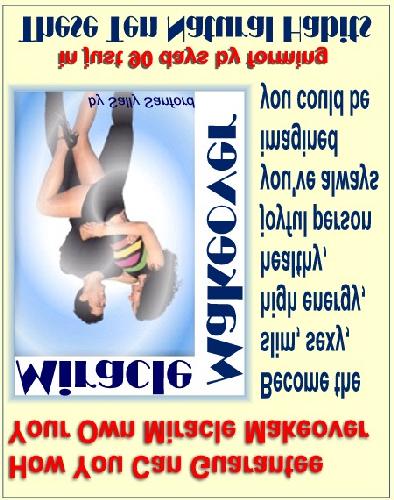 How You Can Guarantee
Your Own Miracle Makeover
Miracle
Makeover
by Sally Sanford
Become the
slim, sexy,
high energy,
healthy,
joyful person
you've always
imagined
you could be
in just 90 days by forming
These Ten Natural Habits